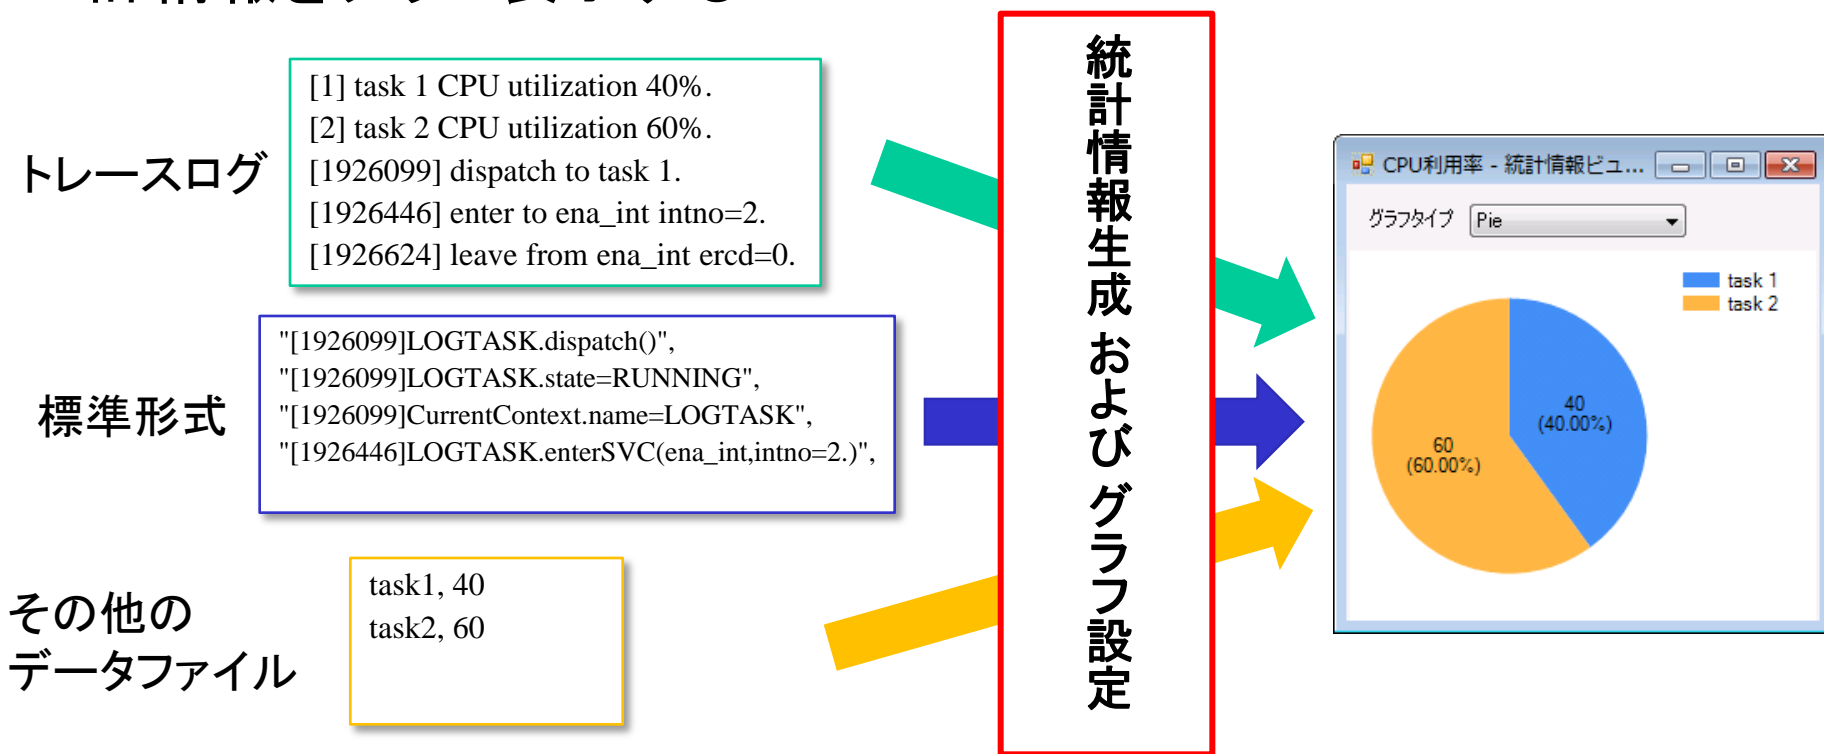 トレースログ
[1] task 1 CPU utilization 40%.
[2] task 2 CPU utilization 60%.
[1926099] dispatch to task 1.
[1926446] enter to ena_int intno=2.
[1926624] leave from ena_int ercd=0.
標準形式
"[1926099]LOGTASK.dispatch()",
"[1926099]LOGTASK.state=RUNNING",
"[1926099]CurrentContext.name=LOGTASK",
"[1926446]LOGTASK.enterSVC(ena_int,intno=2.)",
その他の
データファイル
task1, 40
task2, 60
統計情報生成 および グラフ設定
CPU利用率 - 統計情報ビュ...
グラフタイプ Pie
task 1
task 2
40
(40.00%)
60
(60.00%)